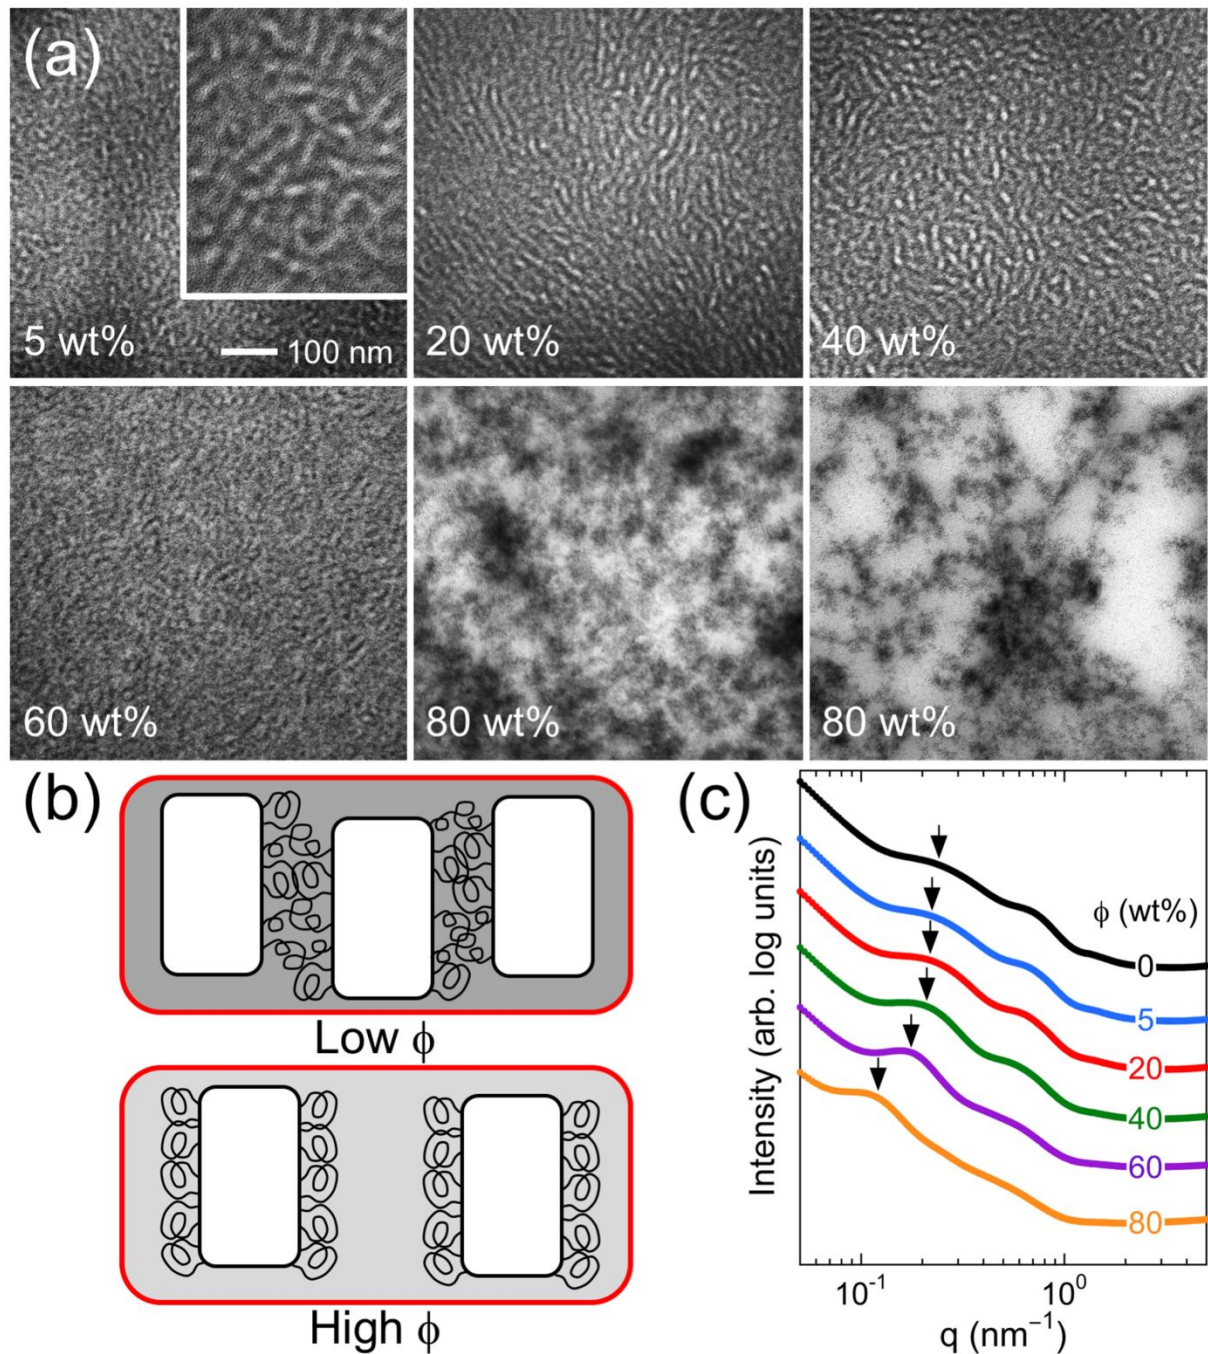 (a)
5 wt%
100 nm
20 wt%
40 wt%
60 wt%
80 wt%
80 wt%
(b)
Low ϕ
High ϕ
(c)
Intensity (arb. log units)
ϕ (wt%)
0
5
20
40
60
80
10⁻¹
10⁰
q (nm⁻¹)